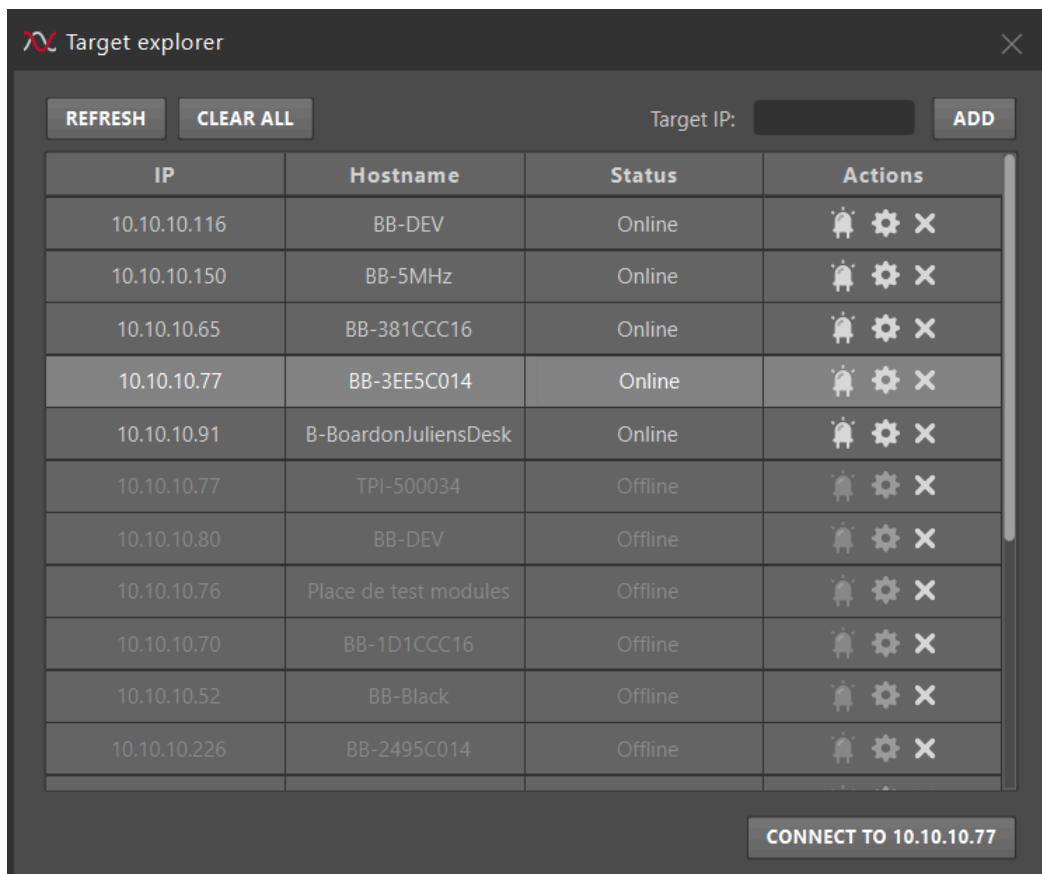 Target explorer
REFRESH CLEAR ALL Target IP: ADD
IP Hostname Status Actions
10.10.10.116 BB-DEV Online
10.10.10.150 BB-5MHz Online
10.10.10.65 BB-381CCC16 Online
10.10.10.77 BB-3EE5C014 Online
10.10.10.91 B-BoardonJuliensDesk Online
10.10.10.77 TPI-500034 Offline
10.10.10.80 BB-DEV Offline
10.10.10.76 Place de test modules Offline
10.10.10.70 BB-1D1CCC16 Offline
10.10.10.52 BB-Black Offline
10.10.10.226 BB-2495C014 Offline
CONNECT TO 10.10.10.77